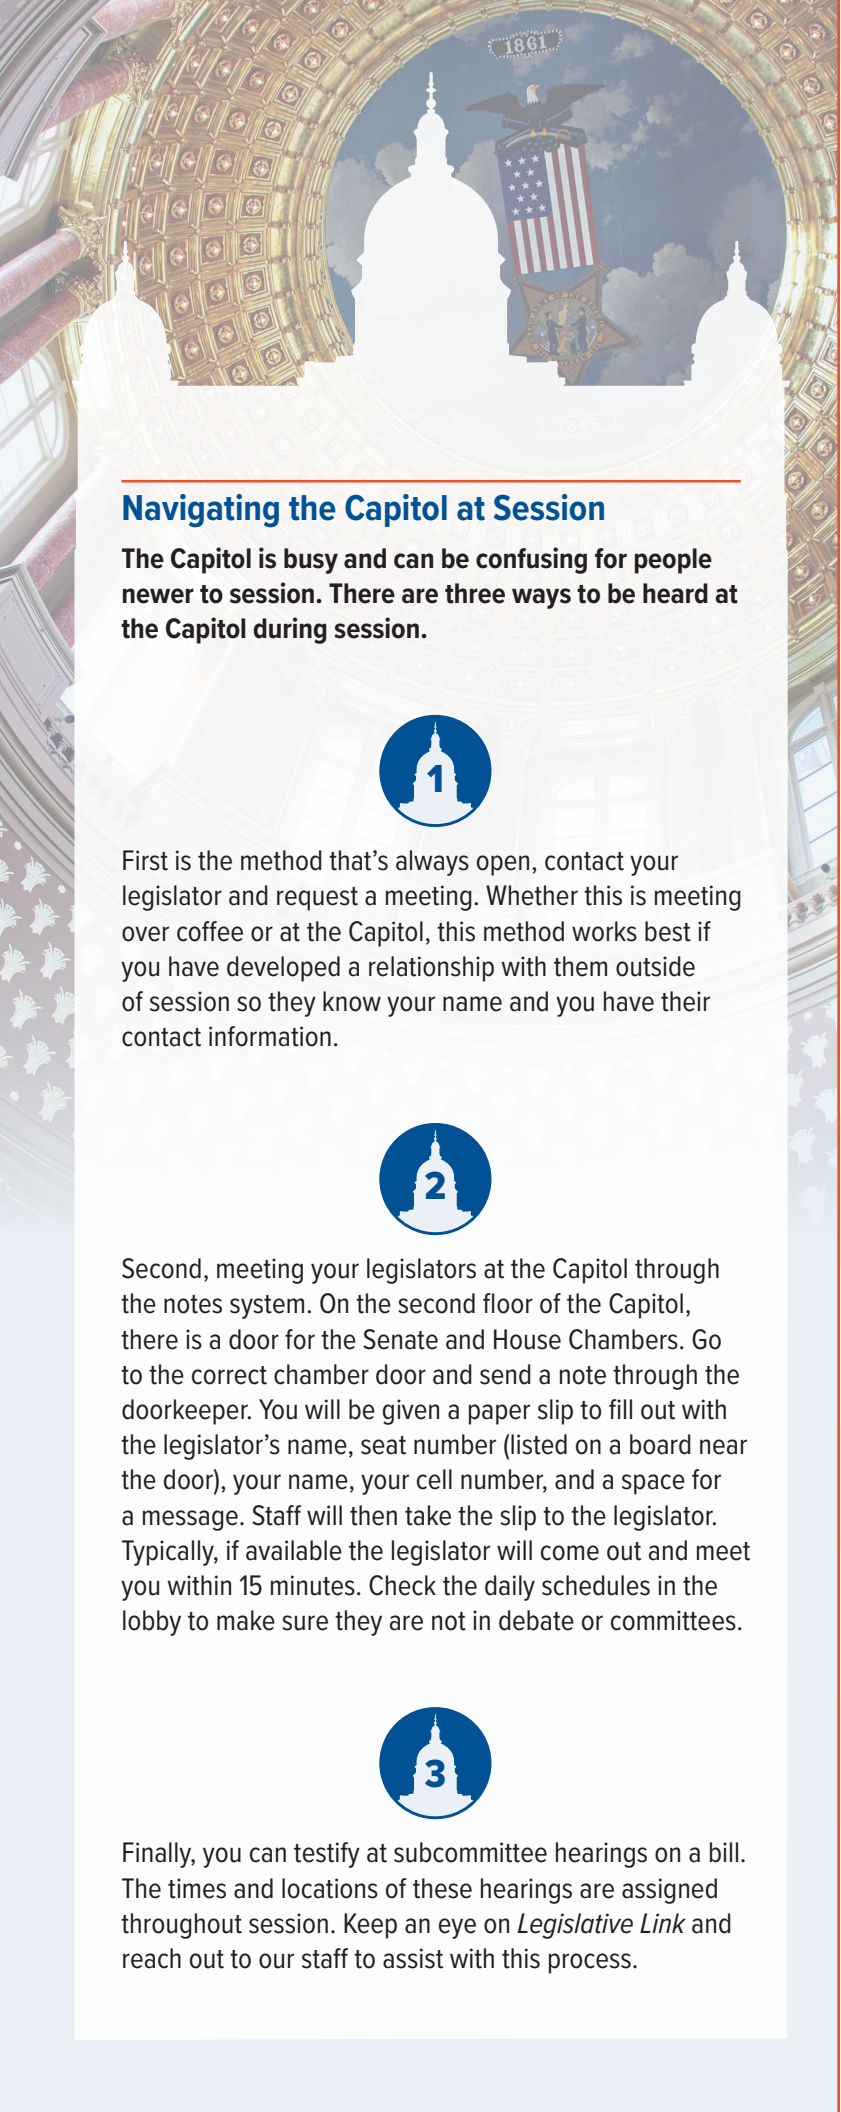 1861
1865
Navigating the Capitol at Session
The Capitol is busy and can be confusing for people
newer to session. There are three ways to be heard at
the Capitol during session.
1
First is the method that’s always open, contact your
legislator and request a meeting. Whether this is meeting
over coffee or at the Capitol, this method works best if
you have developed a relationship with them outside
of session so they know your name and you have their
contact information.
2
Second, meeting your legislators at the Capitol through
the notes system. On the second floor of the Capitol,
there is a door for the Senate and House Chambers. Go
to the correct chamber door and send a note through the
doorkeeper. You will be given a paper slip to fill out with
the legislator’s name, seat number (listed on a board near
the door), your name, your cell number, and a space for
a message. Staff will then take the slip to the legislator.
Typically, if available the legislator will come out and meet
you within 15 minutes. Check the daily schedules in the
lobby to make sure they are not in debate or committees.
3
Finally, you can testify at subcommittee hearings on a bill.
The times and locations of these hearings are assigned
throughout session. Keep an eye on Legislative Link and
reach out to our staff to assist with this process.